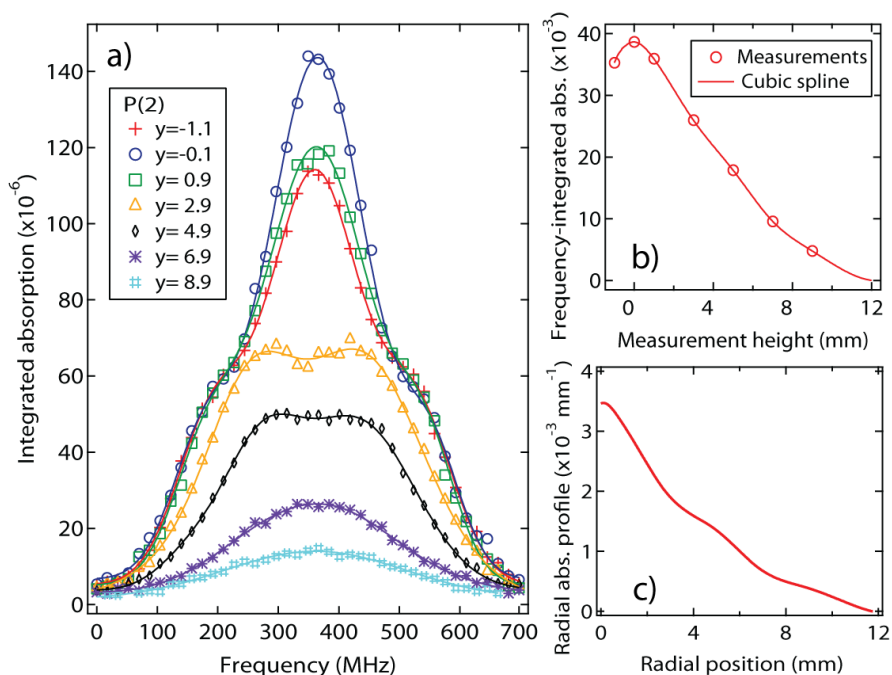 a)
Integrated absorption (x10-6)
140
120
100
80
60
40
20
0
P(2)
y=-1.1
y=-0.1
y= 0.9
y= 2.9
y= 4.9
y= 6.9
y= 8.9
0 100 200 300 400 500 600 700
Frequency (MHz)
Frequency-integrated abs. (x10-3)
40
30
20
10
0
Measurements
Cubic spline
b)
0 4 8 12
Measurement height (mm)
Radial abs. profile (x10-3 mm-1)
4
3
2
1
0
c)
0 4 8 12
Radial position (mm)